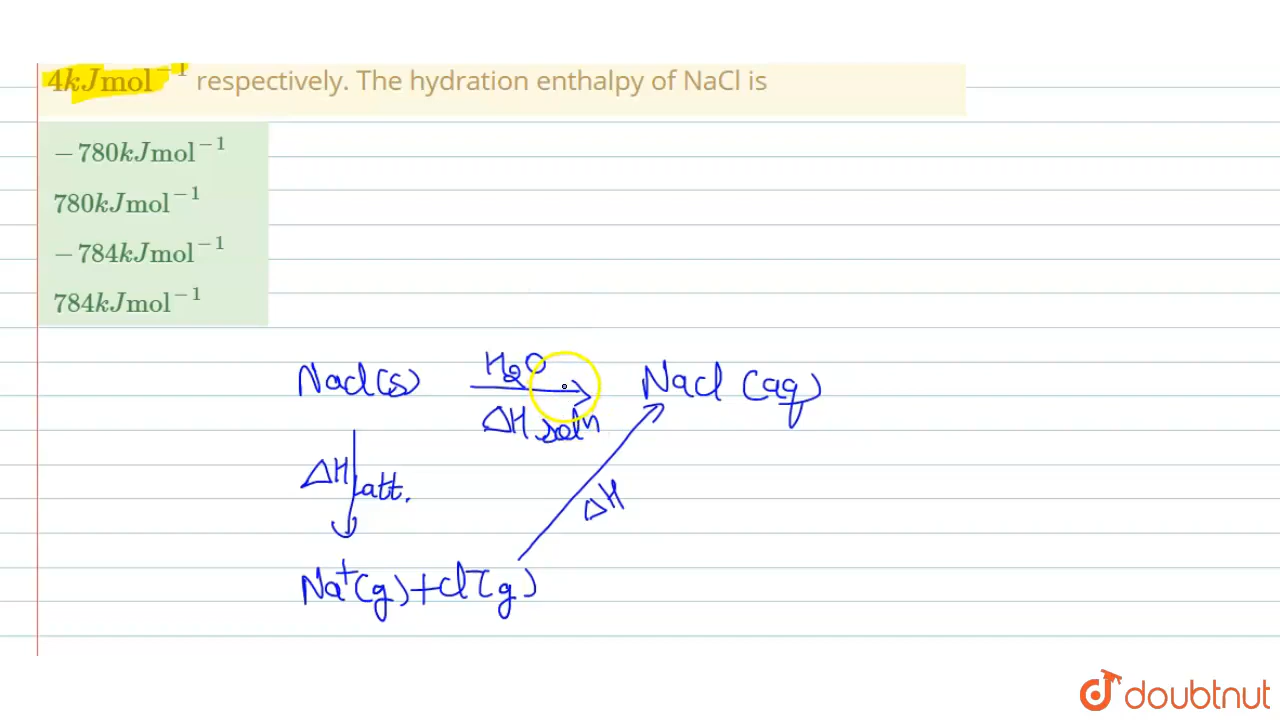 4kJmol⁻¹ respectively. The hydration enthalpy of NaCl is
−780kJmol⁻¹
780kJmol⁻¹
−784kJmol⁻¹
784kJmol⁻¹
Nacl(s) H2O Nacl (aq)
ΔH soln
ΔH Latt.
ΔH
Na⁺(g)+Cl⁻(g)
doubtnut